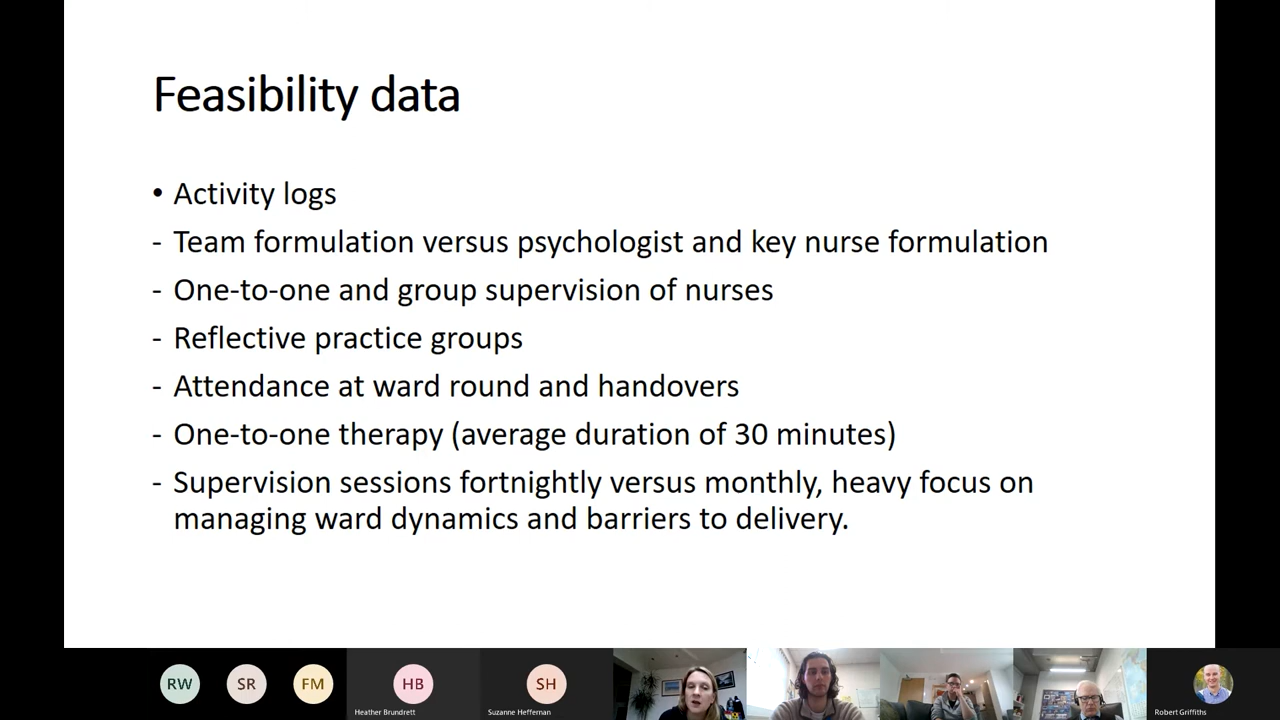 Feasibility data
• Activity logs
- Team formulation versus psychologist and key nurse formulation
- One-to-one and group supervision of nurses
- Reflective practice groups
- Attendance at ward round and handovers
- One-to-one therapy (average duration of 30 minutes)
- Supervision sessions fortnightly versus monthly, heavy focus on
managing ward dynamics and barriers to delivery.
RW
SR
FM
HB
SH
Heather Brundrett
Suzanne Heffernan
Robert Griffiths